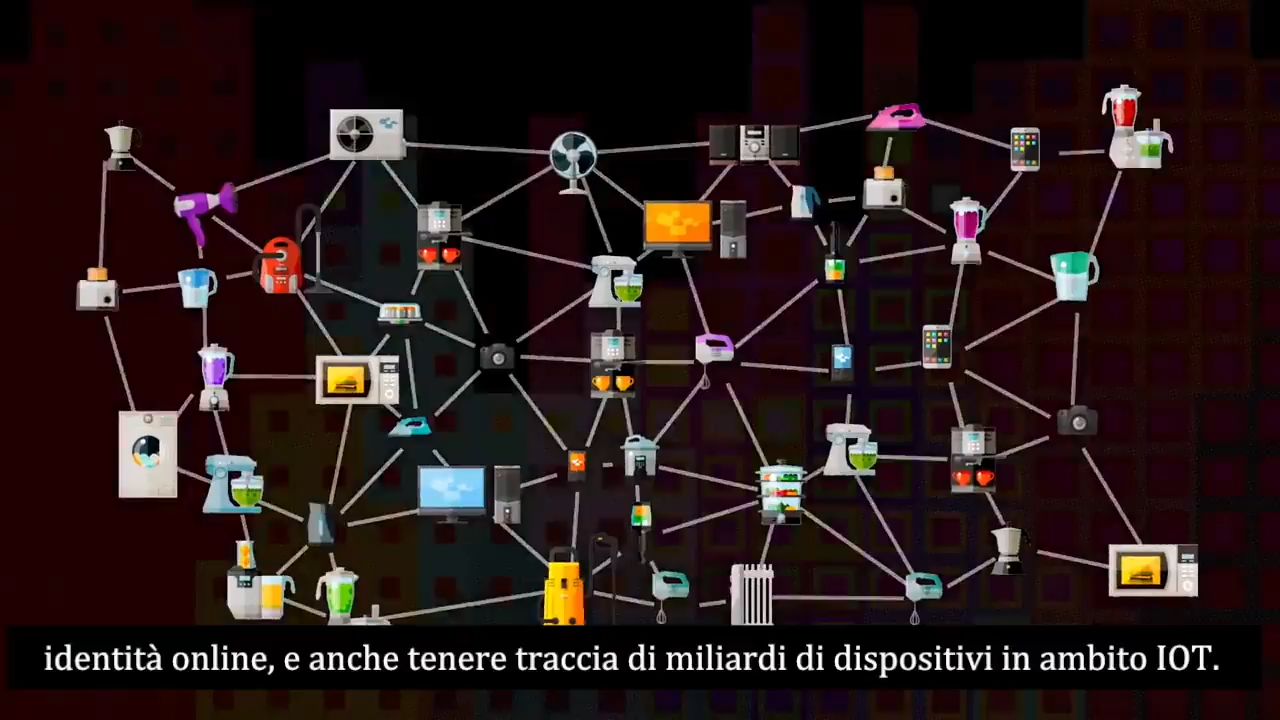 identità online, e anche tenere traccia di miliardi di dispositivi in ambito IOT.